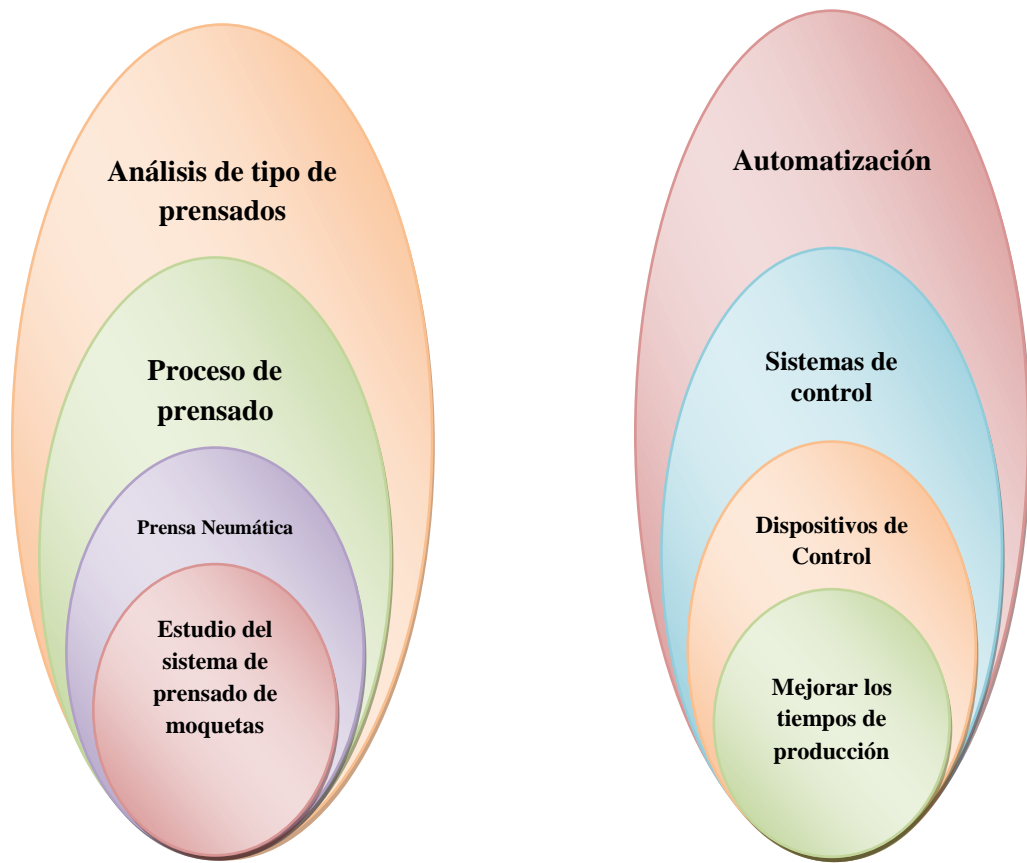 Análisis de tipo de
prensados
Proceso de
prensado
Prensa Neumática
Estudio del
sistema de
prensado de
moquetas
Automatización
Sistemas de
control
Dispositivos de
Control
Mejorar los
tiempos de
producción